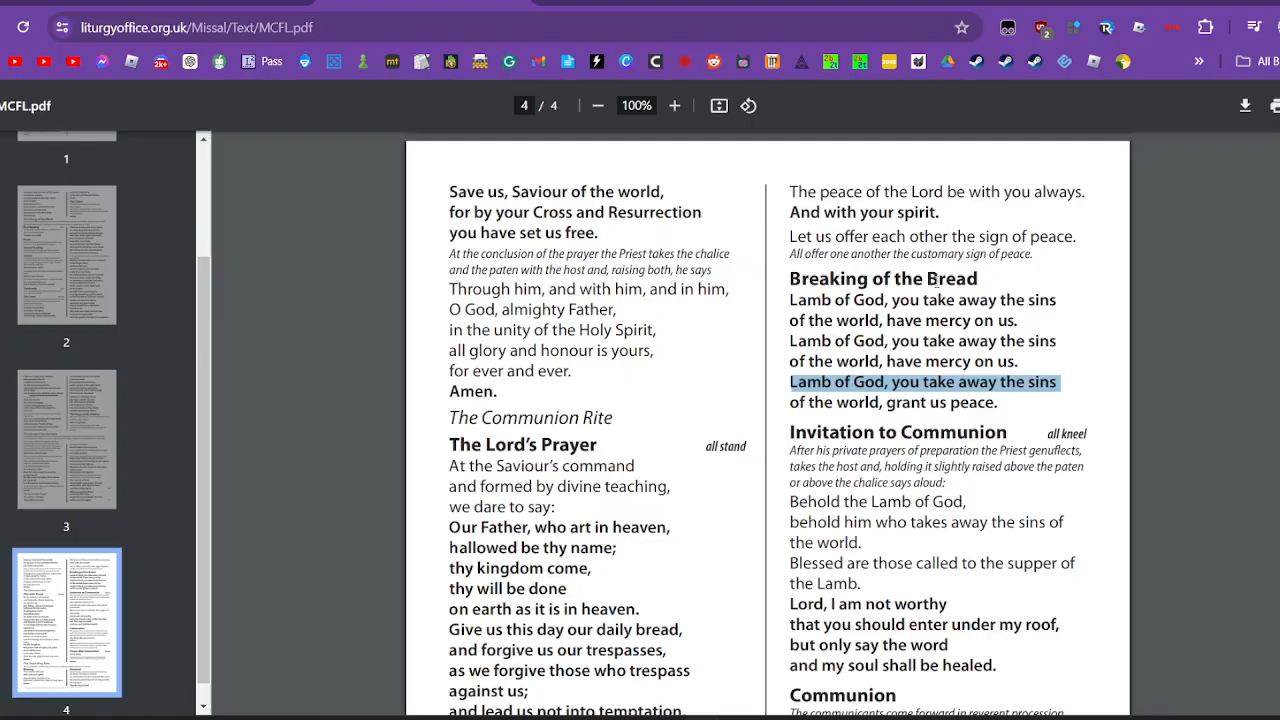 liturgyoffice.org.uk/Missal/Text/MCFL.pdf
2
2K+
Pass
All B
MCFL.pdf
4 / 4
100%
1
2
3
4
Save us, Saviour of the world,
for by your Cross and Resurrection
you have set us free.
the prayer the Priest takes the chalice
host and raising both, he says
Through him, and with him, and in him,
O God, almighty Father,
in the unity of the Holy Spirit,
all glory and honour is yours,
for ever and ever.
Amen.
The Communion Rite
The Lord's Prayer
all stand
At the Saviour's command
and formed by divine teaching,
we dare to say:
Our Father, who art in heaven,
hallowed be thy name;
thy kingdom come,
thy will be done
on earth as it is in heaven.
Give us this day our daily bread,
and forgive us our trespasses,
as we forgive those who trespass
against us;
and lead us not into temptation,
The peace of the Lord be with you always.
And with your spirit.
Let us offer each other the sign of peace.
All offer one another the customary sign of peace.
Breaking of the Bread
Lamb of God, you take away the sins
of the world, have mercy on us.
Lamb of God, you take away the sins
of the world, have mercy on us.
Lamb of God, you take away the sins
of the world, grant us peace.
Invitation to Communion
all kneel
After his private prayers of preparation the Priest genuflects,
takes the host and, holding it slightly raised above the paten
or above the chalice says aloud:
Behold the Lamb of God,
behold him who takes away the sins of
the world.
Blessed are those called to the supper of
the Lamb.
Lord, I am not worthy
that you should enter under my roof,
but only say the word
and my soul shall be healed.
Communion
The communicants come forward in reverent procession,